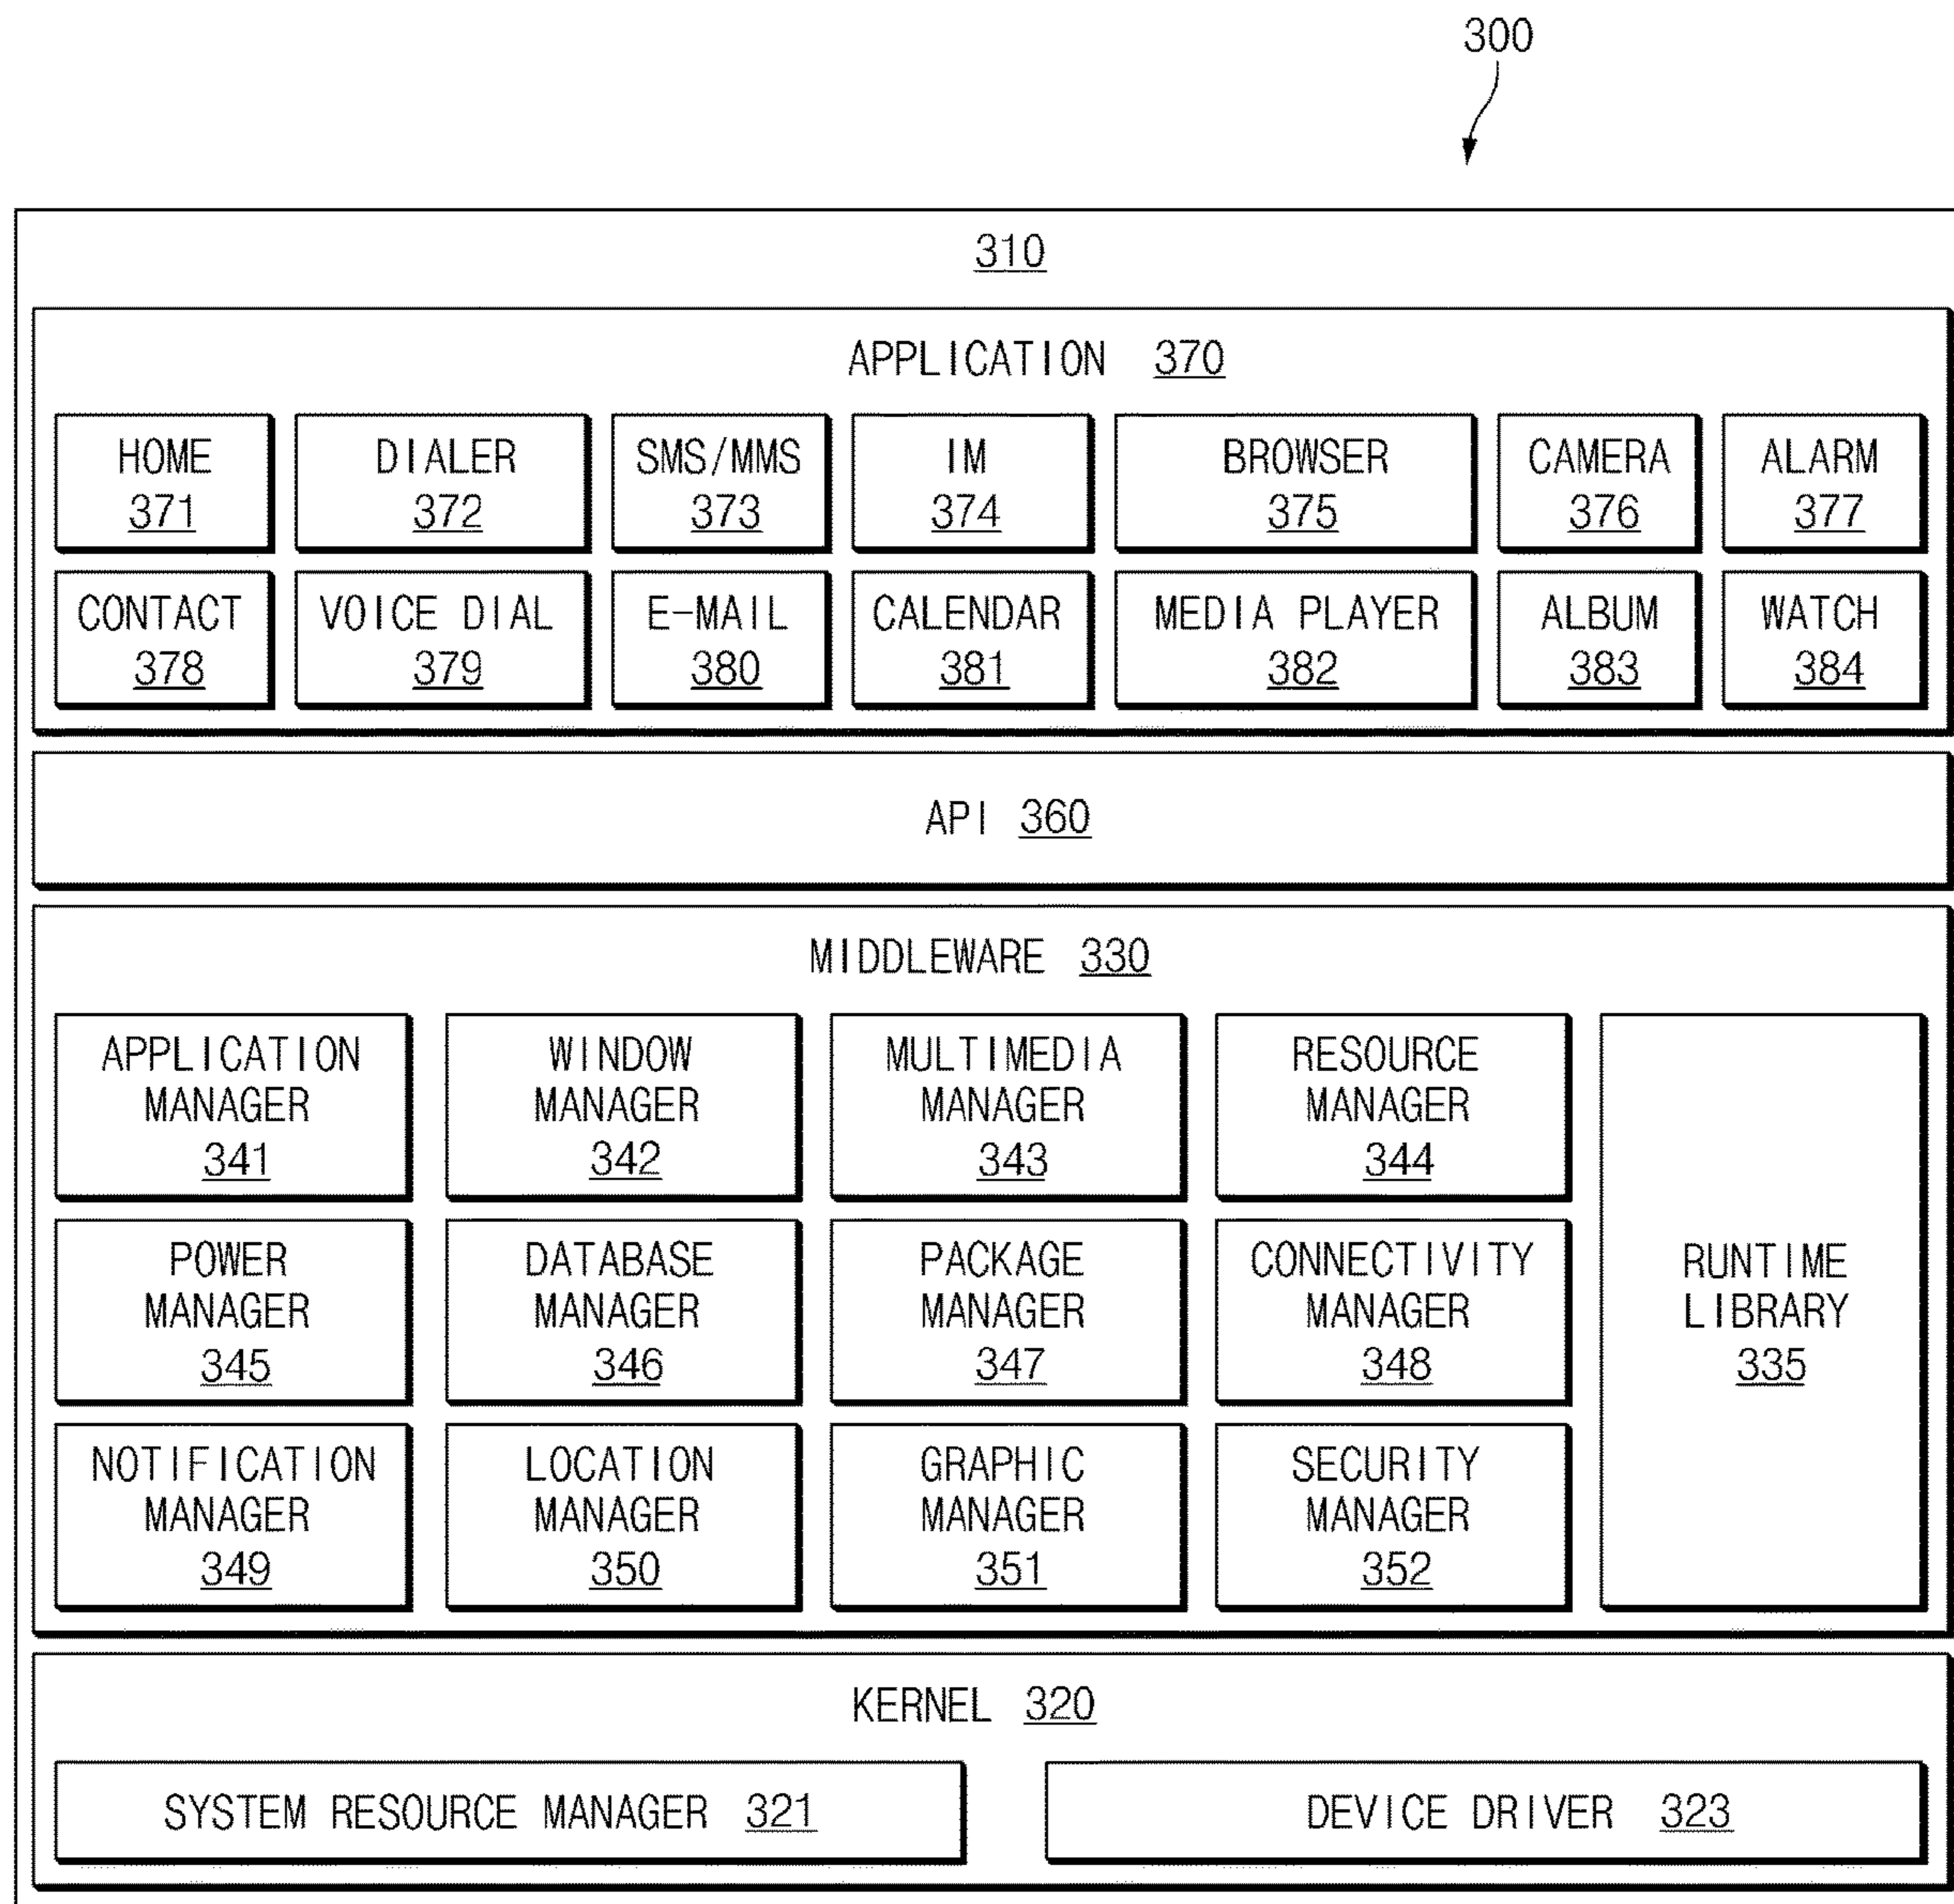 300
310
APPLICATION 370
HOME
371
DIALER
372
SMS/MMS
373
IM
374
BROWSER
375
CAMERA
376
ALARM
377
CONTACT
378
VOICE DIAL
379
E-MAIL
380
CALENDAR
381
MEDIA PLAYER
382
ALBUM
383
WATCH
384
API 360
MIDDLEWARE 330
APPLICATION
MANAGER
341
WINDOW
MANAGER
342
MULTIMEDIA
MANAGER
343
RESOURCE
MANAGER
344
POWER
MANAGER
345
DATABASE
MANAGER
346
PACKAGE
MANAGER
347
CONNECTIVITY
MANAGER
348
NOTIFICATION
MANAGER
349
LOCATION
MANAGER
350
GRAPHIC
MANAGER
351
SECURITY
MANAGER
352
RUNTIME
LIBRARY
335
KERNEL 320
SYSTEM RESOURCE MANAGER 321
DEVICE DRIVER 323